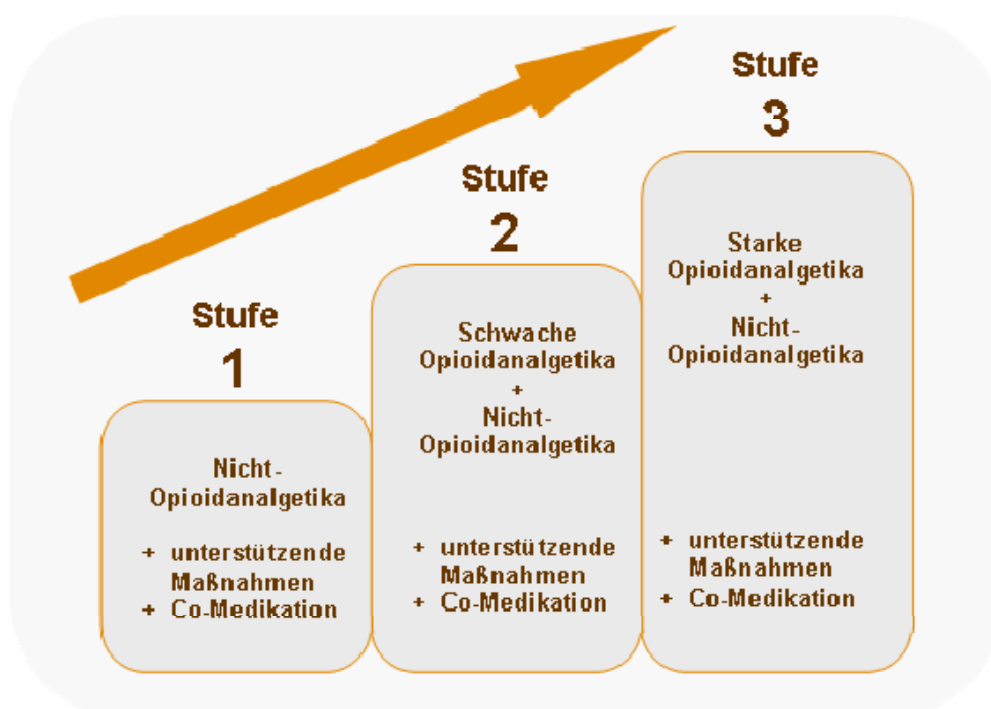 Stufe
1
Nicht-
Opioidanalgetika
+ unterstützende
Maßnahmen
+ Co-Medikation
Stufe
2
Schwache
Opioidanalgetika
+
Nicht-
Opioidanalgetika
+ unterstützende
Maßnahmen
+ Co-Medikation
Stufe
3
Starke
Opioidanalgetika
+
Nicht-
Opioidanalgetika
+ unterstützende
Maßnahmen
+ Co-Medikation